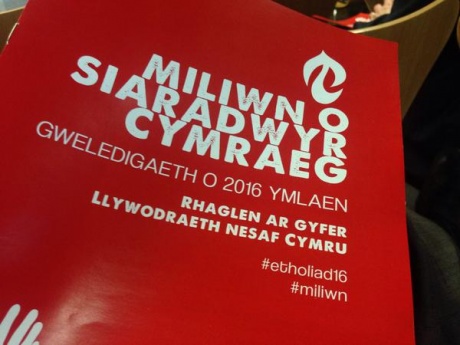 MILIWN O
SIARADWYR
CYMRAEG
GWELEDIGAETH O 2016 YMLAEN
RHAGLEN AR GYFER
LLYWODRAETH NESAF CYMRU
#etholiad16
#miliwn